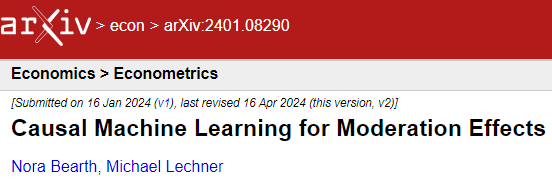 arXiv > econ > arXiv:2401.08290
Economics > Econometrics
[Submitted on 16 Jan 2024 (v1), last revised 16 Apr 2024 (this version, v2)]
Causal Machine Learning for Moderation Effects
Nora Bearth, Michael Lechner